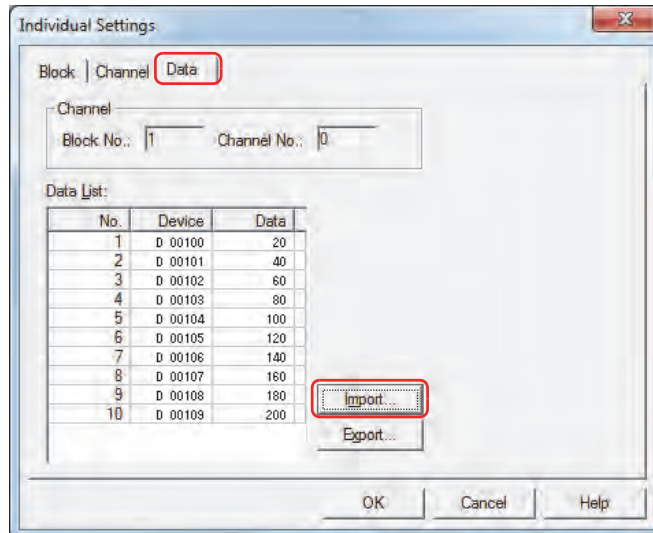 Individual Settings
Block Channel Data
Channel
Block No.: 1 Channel No.: 0
Data List:
No. Device Data
1 D 00100 20
2 D 00101 40
3 D 00102 60
4 D 00103 80
5 D 00104 100
6 D 00105 120
7 D 00106 140
8 D 00107 160
9 D 00108 180
10 D 00109 200
Import...
Export...
OK Cancel Help